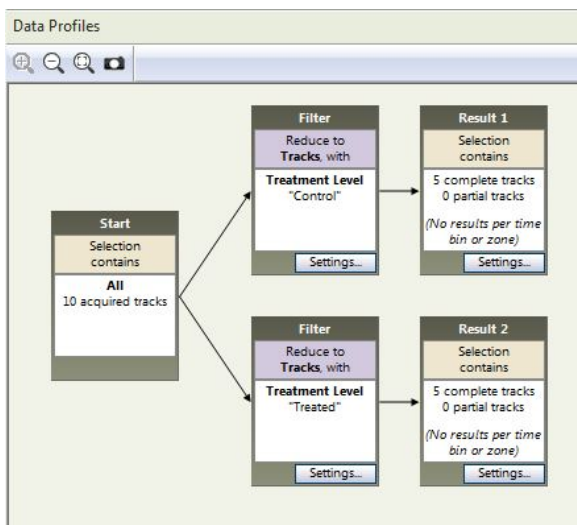 Data Profiles
Start
Selection
contains
All
10 acquired tracks
Filter
Reduce to
Tracks, with
Treatment Level
"Control"
Settings...
Result 1
Selection
contains
5 complete tracks
0 partial tracks
(No results per time
bin or zone)
Settings...
Filter
Reduce to
Tracks, with
Treatment Level
"Treated"
Settings...
Result 2
Selection
contains
5 complete tracks
0 partial tracks
(No results per time
bin or zone)
Settings...